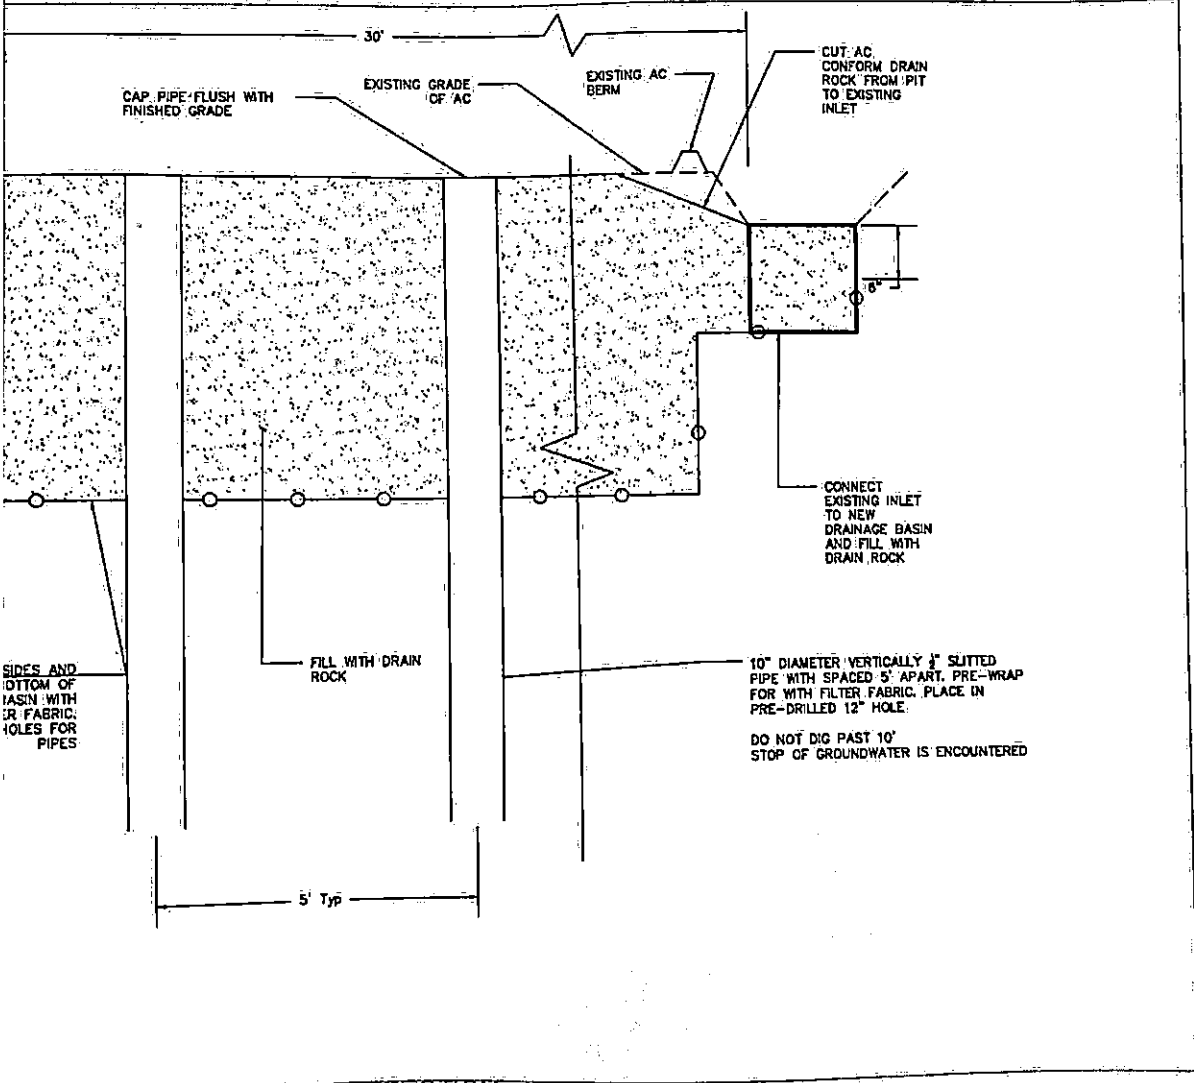 30'
CUT AC,
CONFORM DRAIN
ROCK FROM PIT
TO EXISTING
INLET
EXISTING AC
BERM
EXISTING GRADE
OF AC
CAP PIPE FLUSH WITH
FINISHED GRADE
6"
CONNECT
EXISTING INLET
TO NEW
DRAINAGE BASIN
AND FILL WITH
DRAIN ROCK
SIDES AND
OTTOM OF
ASIN WITH
ER FABRIC.
HOLES FOR
PIPES
FILL WITH DRAIN
ROCK
10" DIAMETER VERTICALLY " SLITTED
PIPE WITH SPACED 5' APART. PRE-WRAP
FOR WITH FILTER FABRIC. PLACE IN
PRE-DRILLED 12" HOLE.
DO NOT DIG PAST 10'
STOP OF GROUNDWATER IS ENCOUNTERED
5' Typ